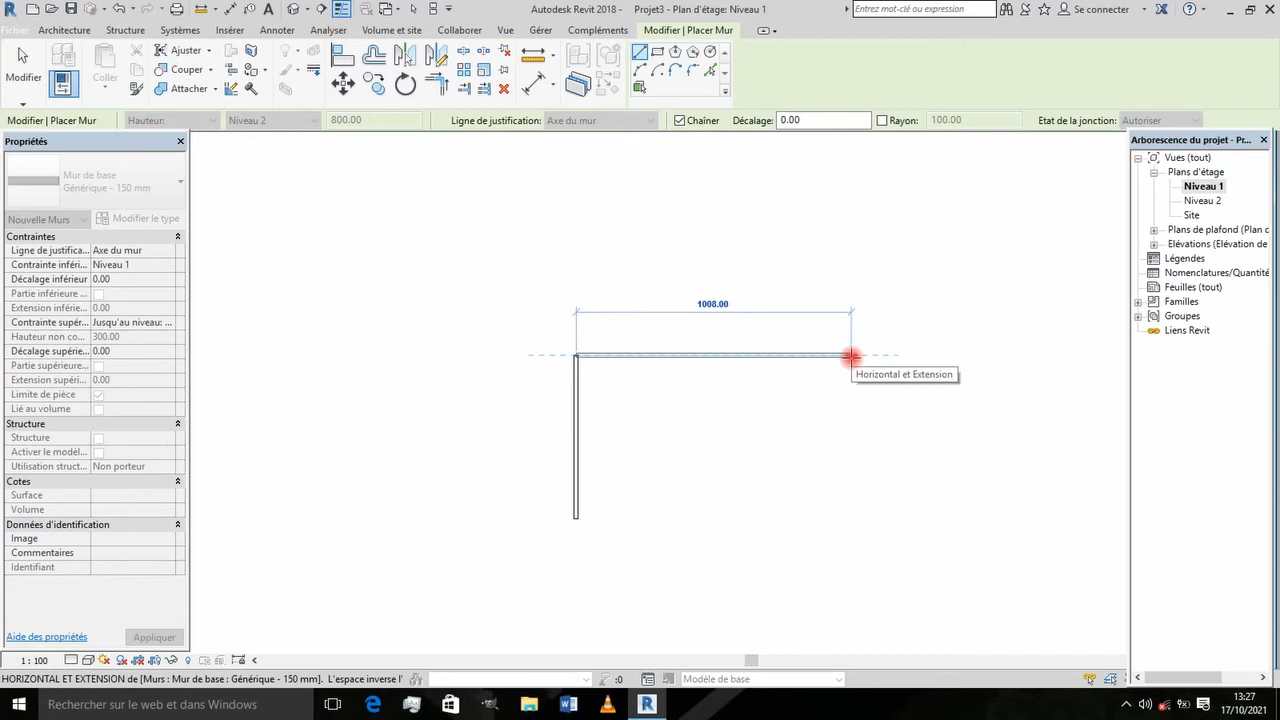 Autodesk Revit 2018 - Projet3 - Plan d'étage: Niveau 1
Entrez mot-clé ou expression
Se connecter
Fichier
Architecture
Structure
Systèmes
Insérer
Annoter
Analyser
Volume et site
Collaborer
Vue
Gérer
Compléments
Modifier | Placer Mur
Modifier
Coller
Ajuster
Couper
Attacher
Modifier | Placer Mur
Hauteur:
Niveau 2
800.00
Ligne de justification:
Axe du mur
Chaîner
Décalage:
0.00
Rayon:
100.00
Etat de la jonction:
Autoriser
Propriétés
Mur de base
Générique - 150 mm
Nouvelle Murs
Modifier le type
Contraintes
Ligne de justifica... Axe du mur
Contrainte inféri... Niveau 1
Décalage inférieur 0.00
Partie inférieure ...
Extension inférie... 0.00
Contrainte supér... Jusqu'au niveau: ...
Hauteur non co... 300.00
Décalage supérie... 0.00
Partie supérieure...
Extension supéri... 0.00
Limite de pièce
Lié au volume
Structure
Structure
Activer le modèl...
Utilisation struct... Non porteur
Cotes
Surface
Volume
Données d'identification
Image
Commentaires
Identifiant
Aide des propriétés
Appliquer
1008.00
Horizontal et Extension
Arborescence du projet - Pr...
Vues (tout)
Plans d'étage
Niveau 1
Niveau 2
Site
Plans de plafond (Plan d
Elévations (Elévation de
Légendes
Nomenclatures/Quantité
Feuilles (tout)
Familles
Groupes
Liens Revit
1 : 100
HORIZONTAL ET EXTENSION de [Murs : Mur de base : Générique - 150 mm]. L'espace inverse l'
:0
Modèle de base
Rechercher sur le web et dans Windows
13:27
17/10/2021